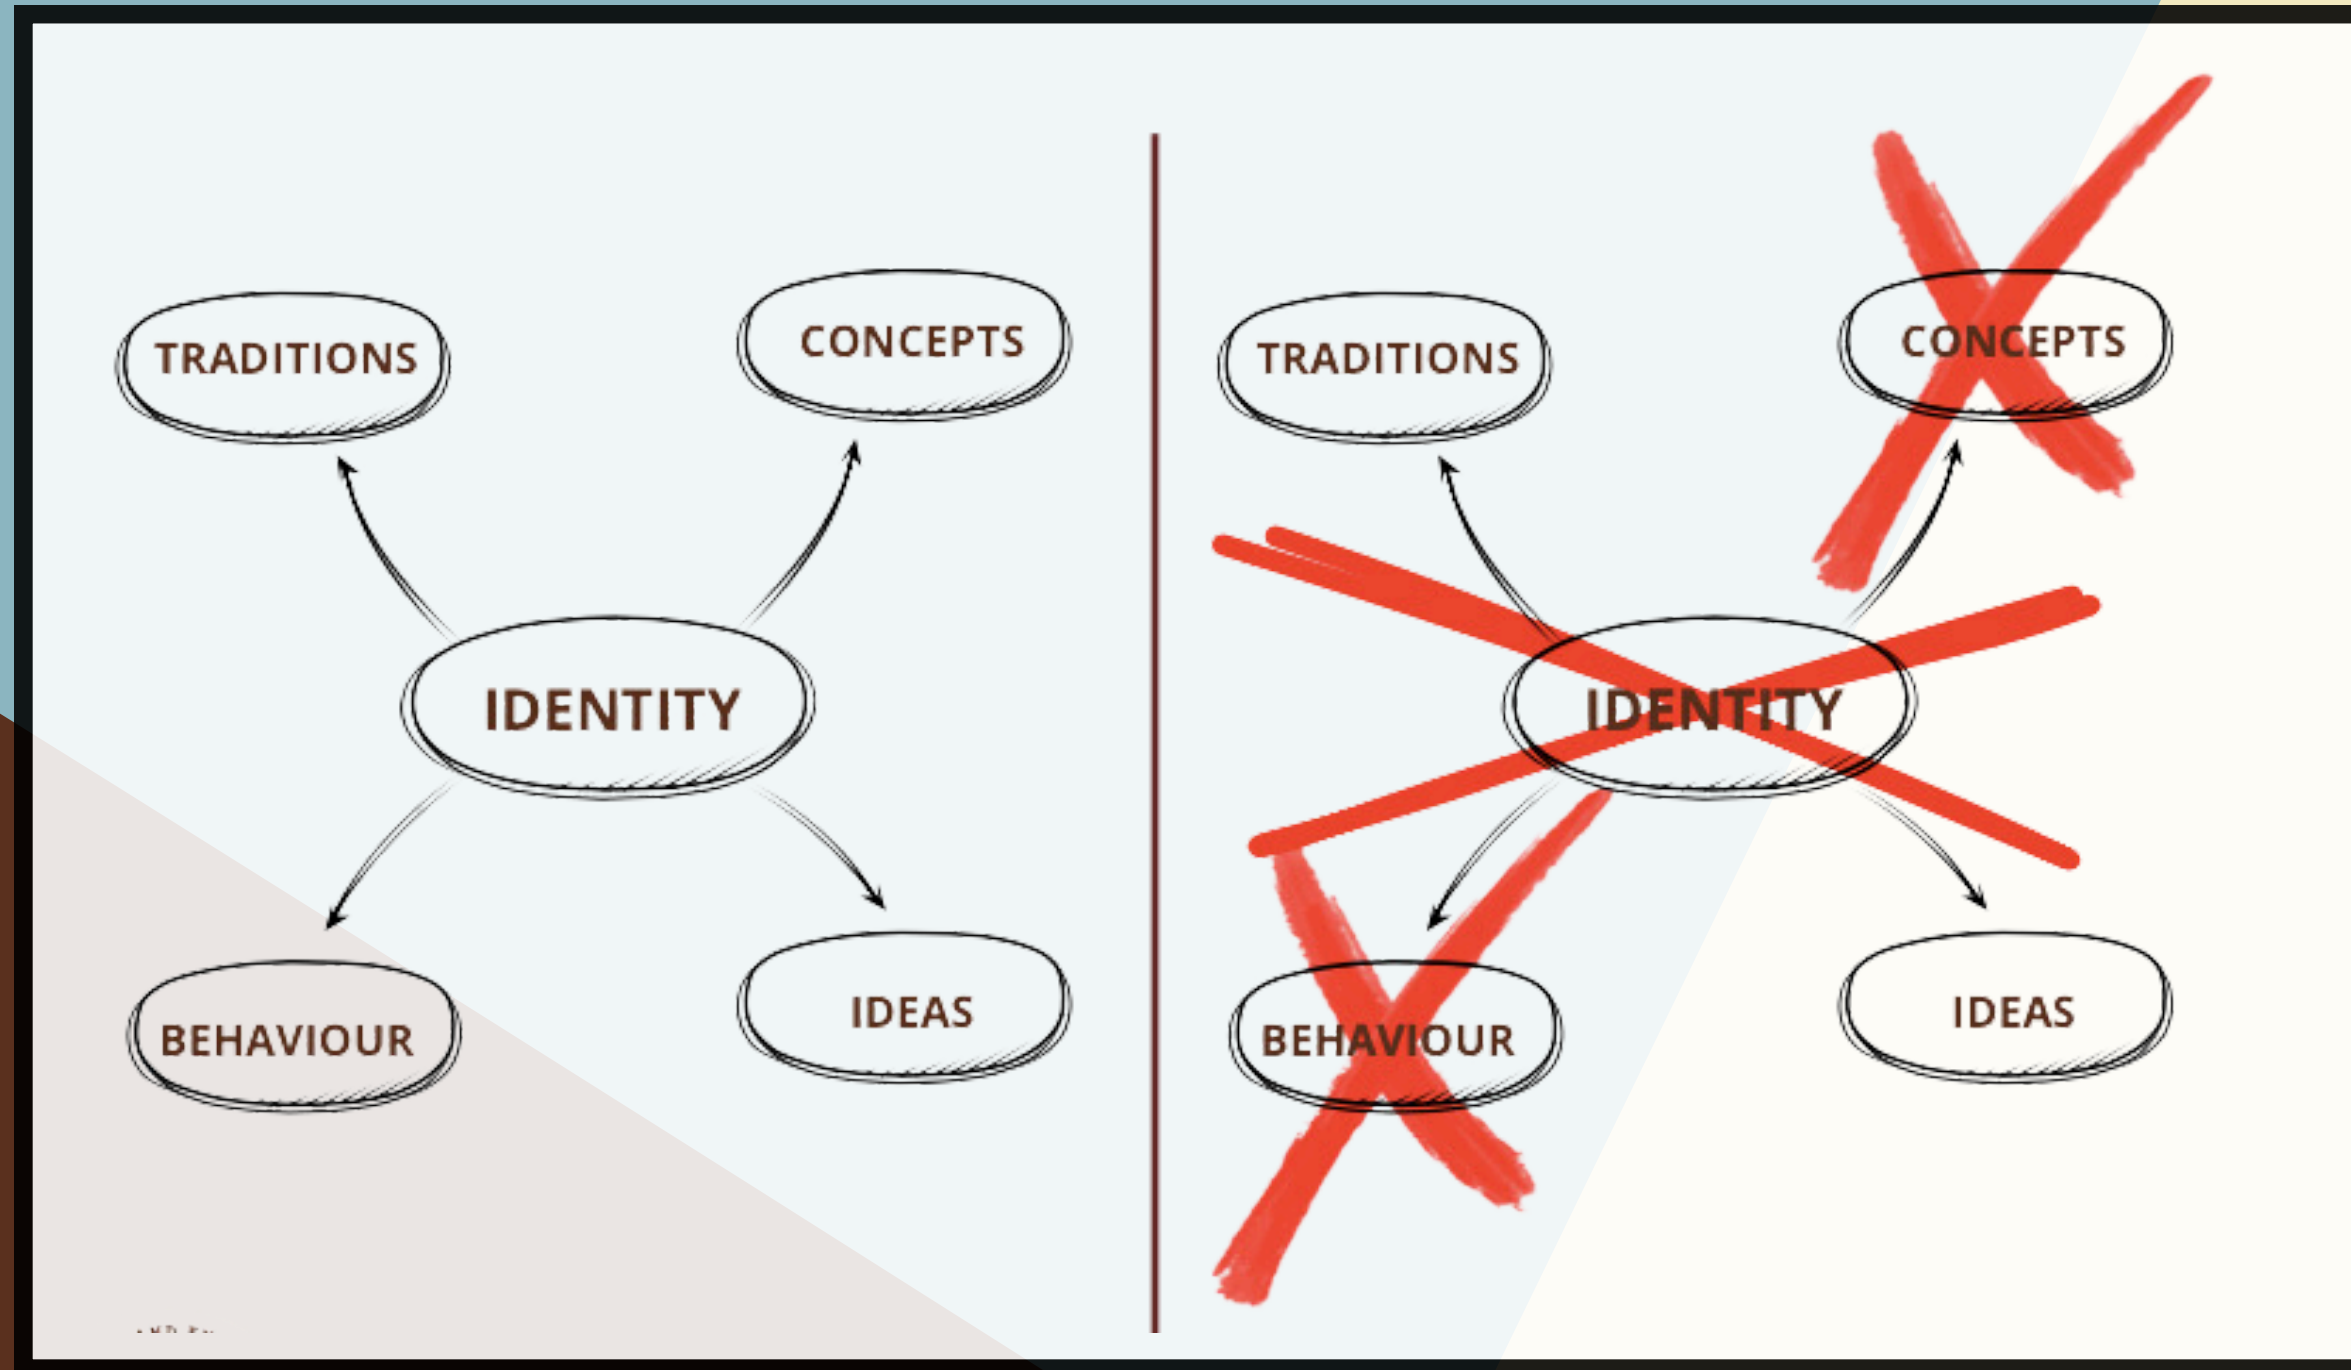 TRADITIONS
CONCEPTS
IDENTITY
BEHAVIOUR
IDEAS
TRADITIONS
CONCEPTS
IDENTITY
BEHAVIOUR
IDEAS